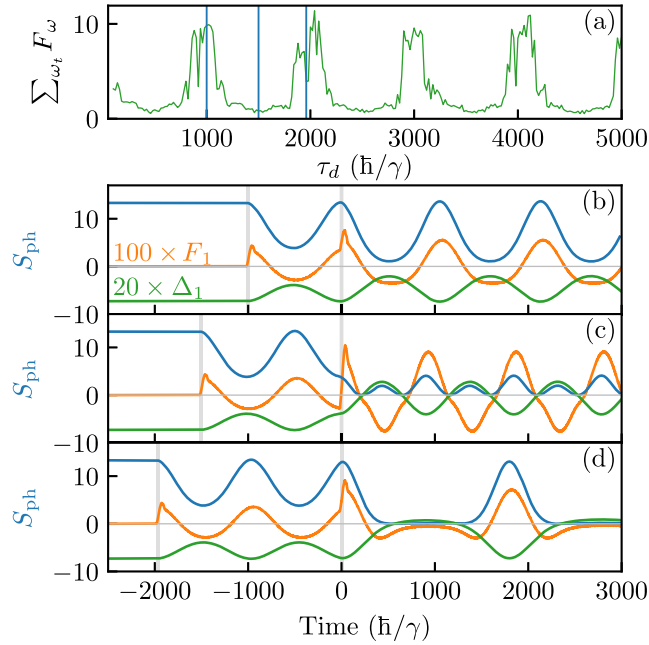 (a)
10
0
∑_{ω_t} F_ω
1000 2000 3000 4000 5000
τ_d (ħ/γ)
(b)
10
0
−10
S_ph
100 × F_1
20 × Δ_1
(c)
10
0
−10
S_ph
(d)
10
0
−10
S_ph
−2000 −1000 0 1000 2000 3000
Time (ħ/γ)